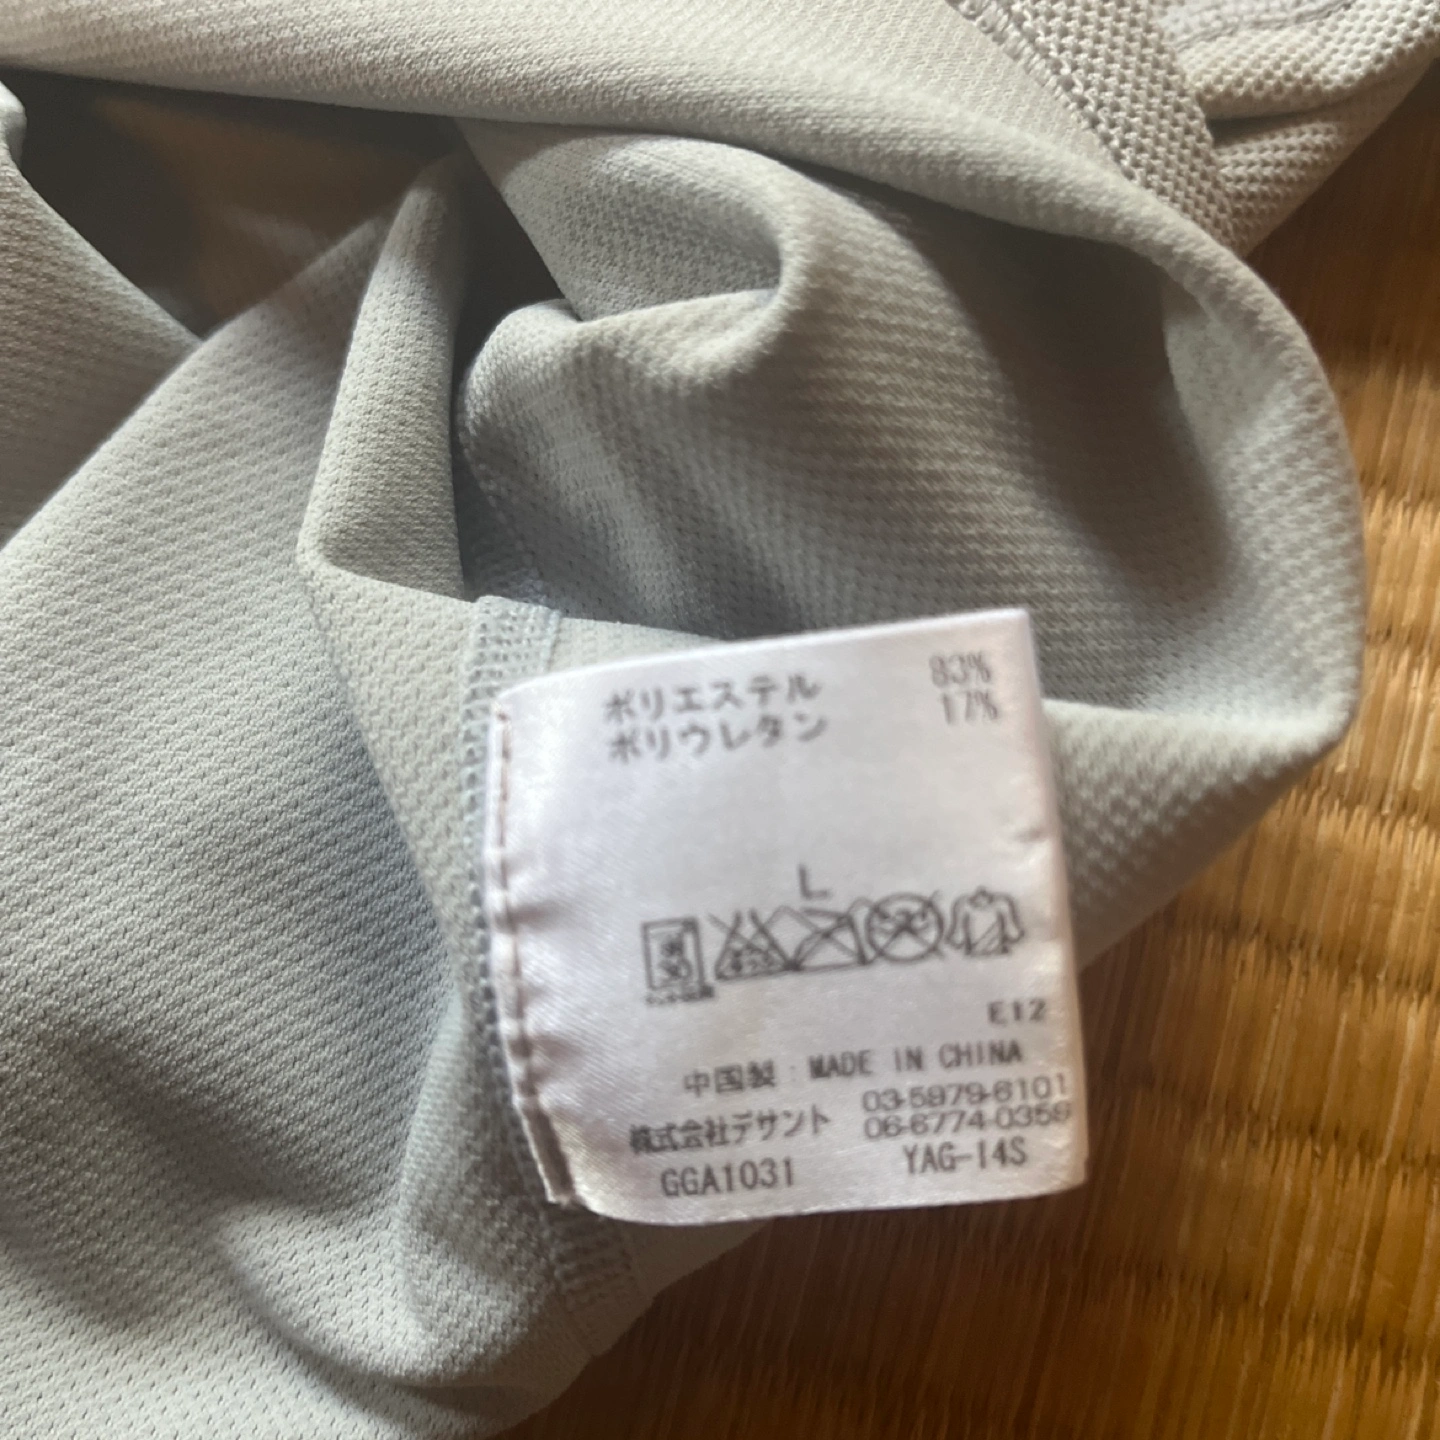 ポリエステル 83%
ポリウレタン 17%
L
E12
中国製 MADE IN CHINA
03-5979-6101
株式会社デサント 06-6774-0356
GGA1031 YAG-14S